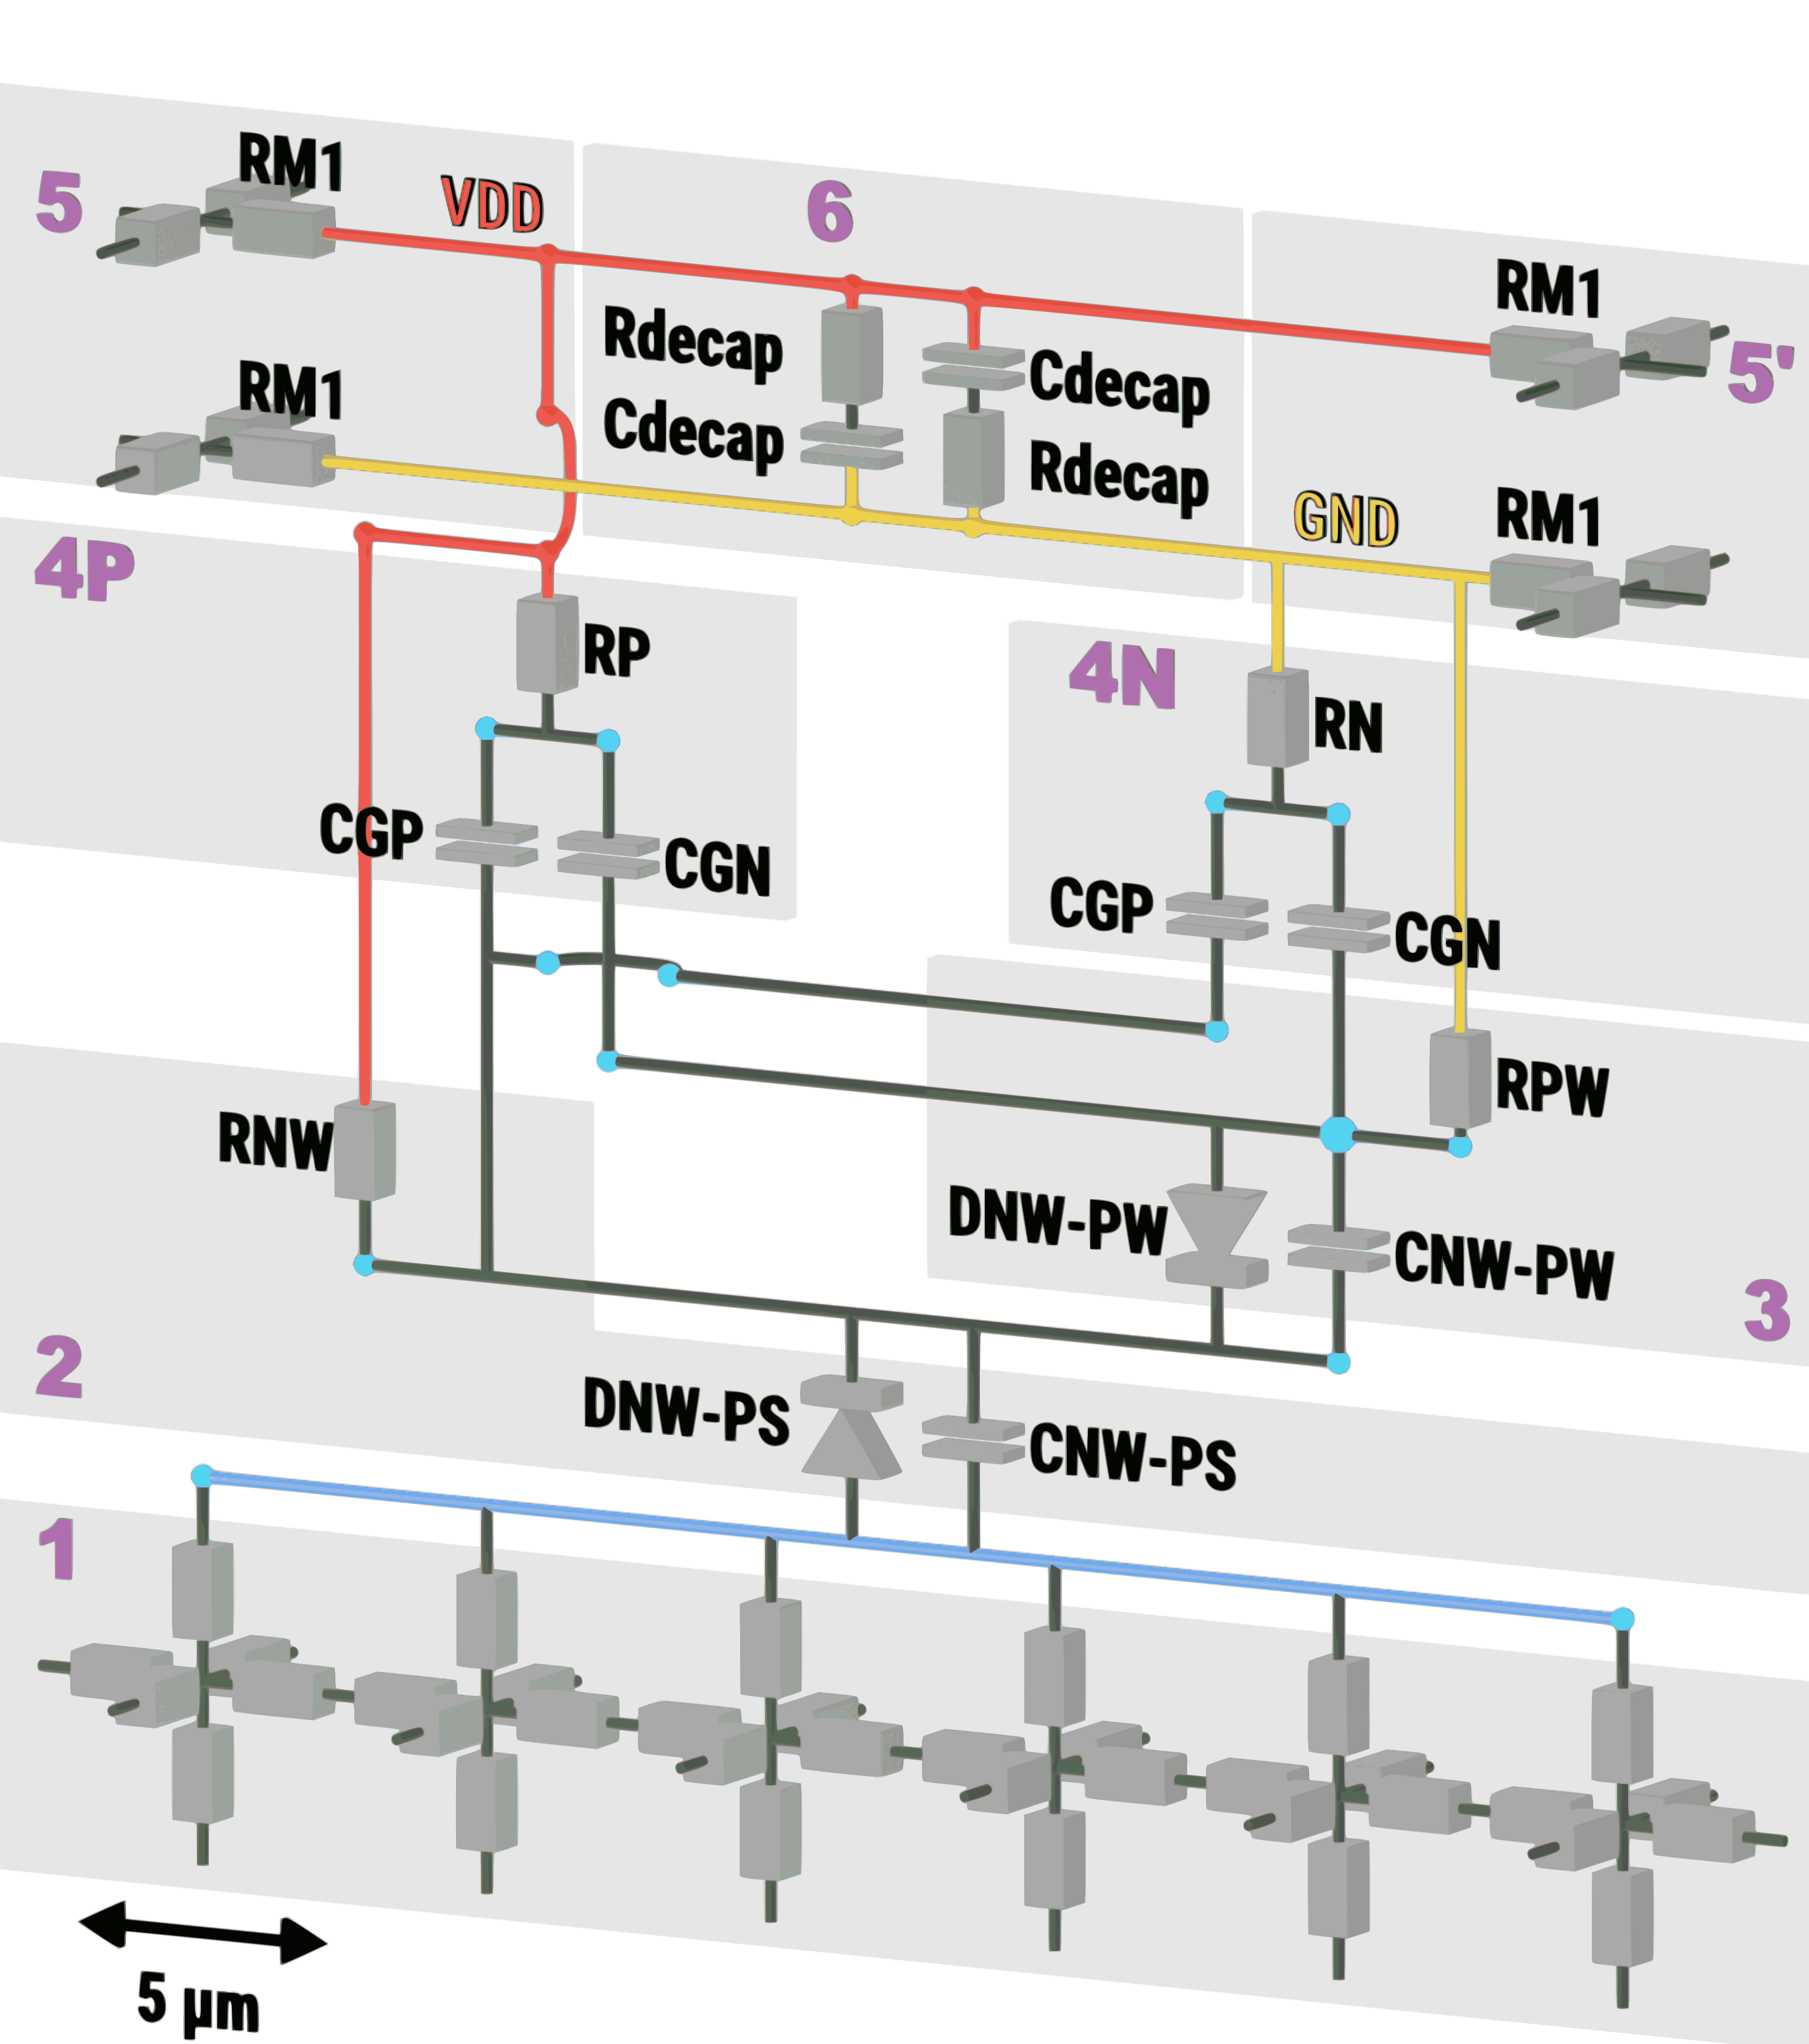 RM1
5
VDD
6
RM1
Rdecap
Cdecap
5'
RM1
Cdecap
Rdecap
GND
RM1
4P
RP
4N
RN
CGP
CGN
CGP
CGN
RNW
RPW
DNW-PW
CNW-PW
3
2
DNW-PS
CNW-PS
1
5 µm